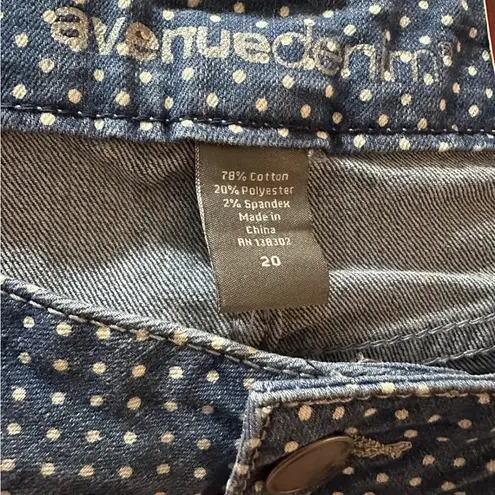 avenuedenim
78% Cotton
20% Polyester
2% Spandex
Made in
China
RN 138302
20